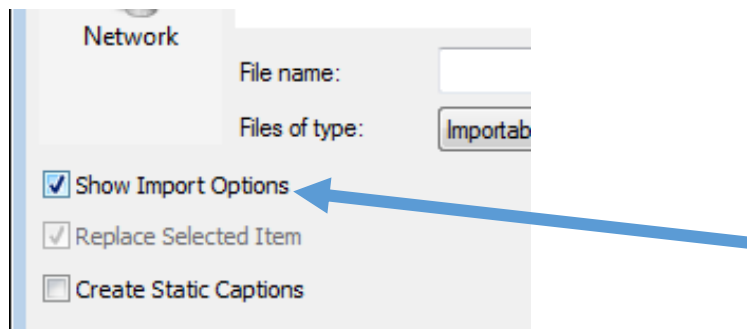 Network
File name:
Files of type:
Importab
Show Import Options
Replace Selected Item
Create Static Captions